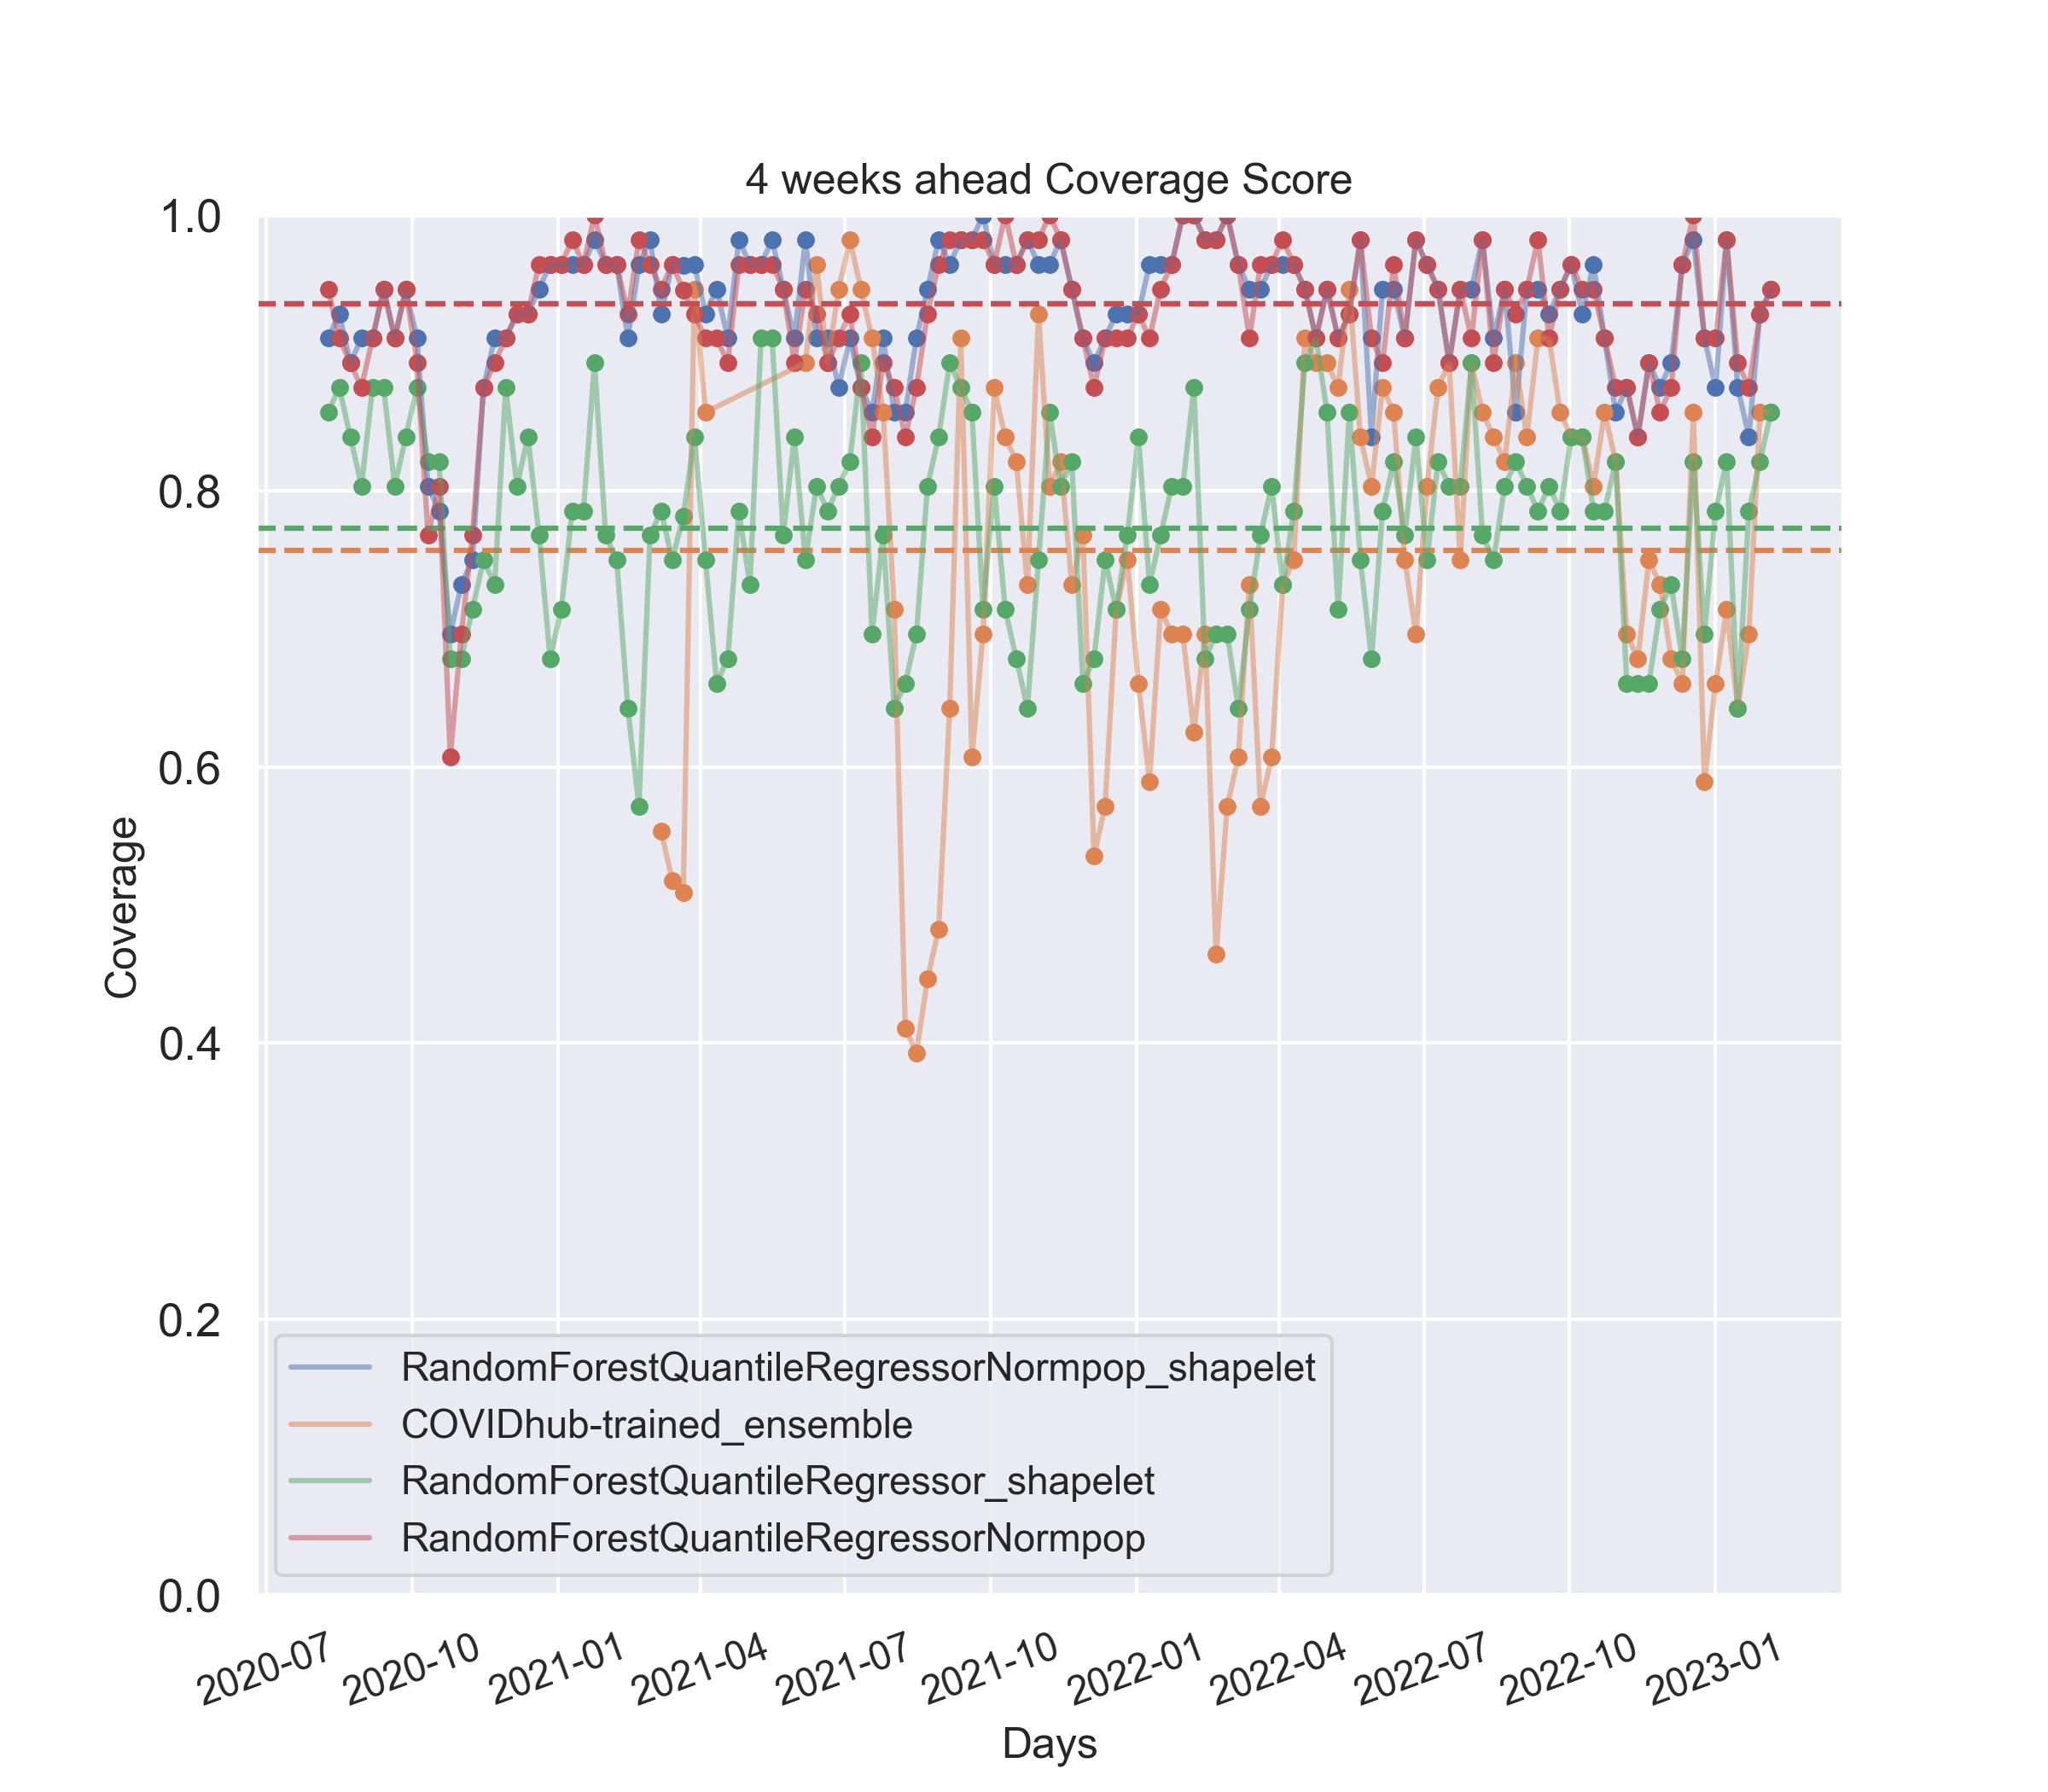 4 weeks ahead Coverage Score
1.0
0.8
0.6
0.4
0.2
0.0
Coverage
RandomForestQuantileRegressorNormpop_shapelet
COVIDhub-trained_ensemble
RandomForestQuantileRegressor_shapelet
RandomForestQuantileRegressorNormpop
2020-07
2020-10
2021-01
2021-04
2021-07
2021-10
2022-01
2022-04
2022-07
2022-10
2023-01
Days